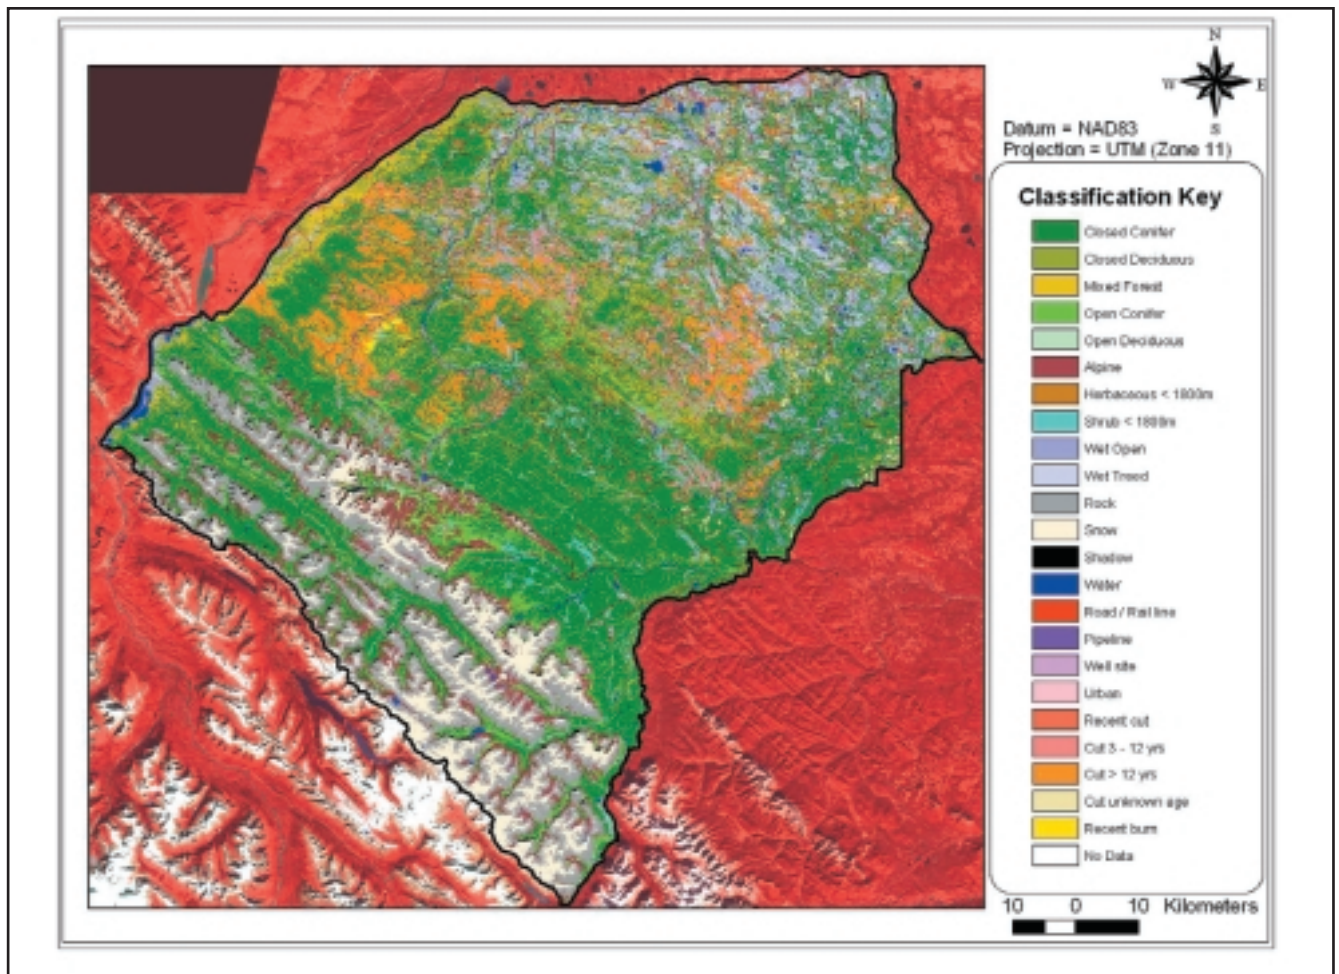 N
W E
S
Datum = NAD83
Projection = UTM (Zone 11)
Classification Key
Closed Conifer
Closed Deciduous
Mixed Forest
Open Conifer
Open Deciduous
Alpine
Herbaceous < 1800m
Shrub < 1800m
Wet Open
Wet Treed
Rock
Snow
Shadow
Water
Road / Rail line
Pipeline
Well site
Urban
Recent cut
Cut 3 - 12 yrs
Cut > 12 yrs
Cut unknown age
Recent burn
No Data
10 0 10 Kilometers